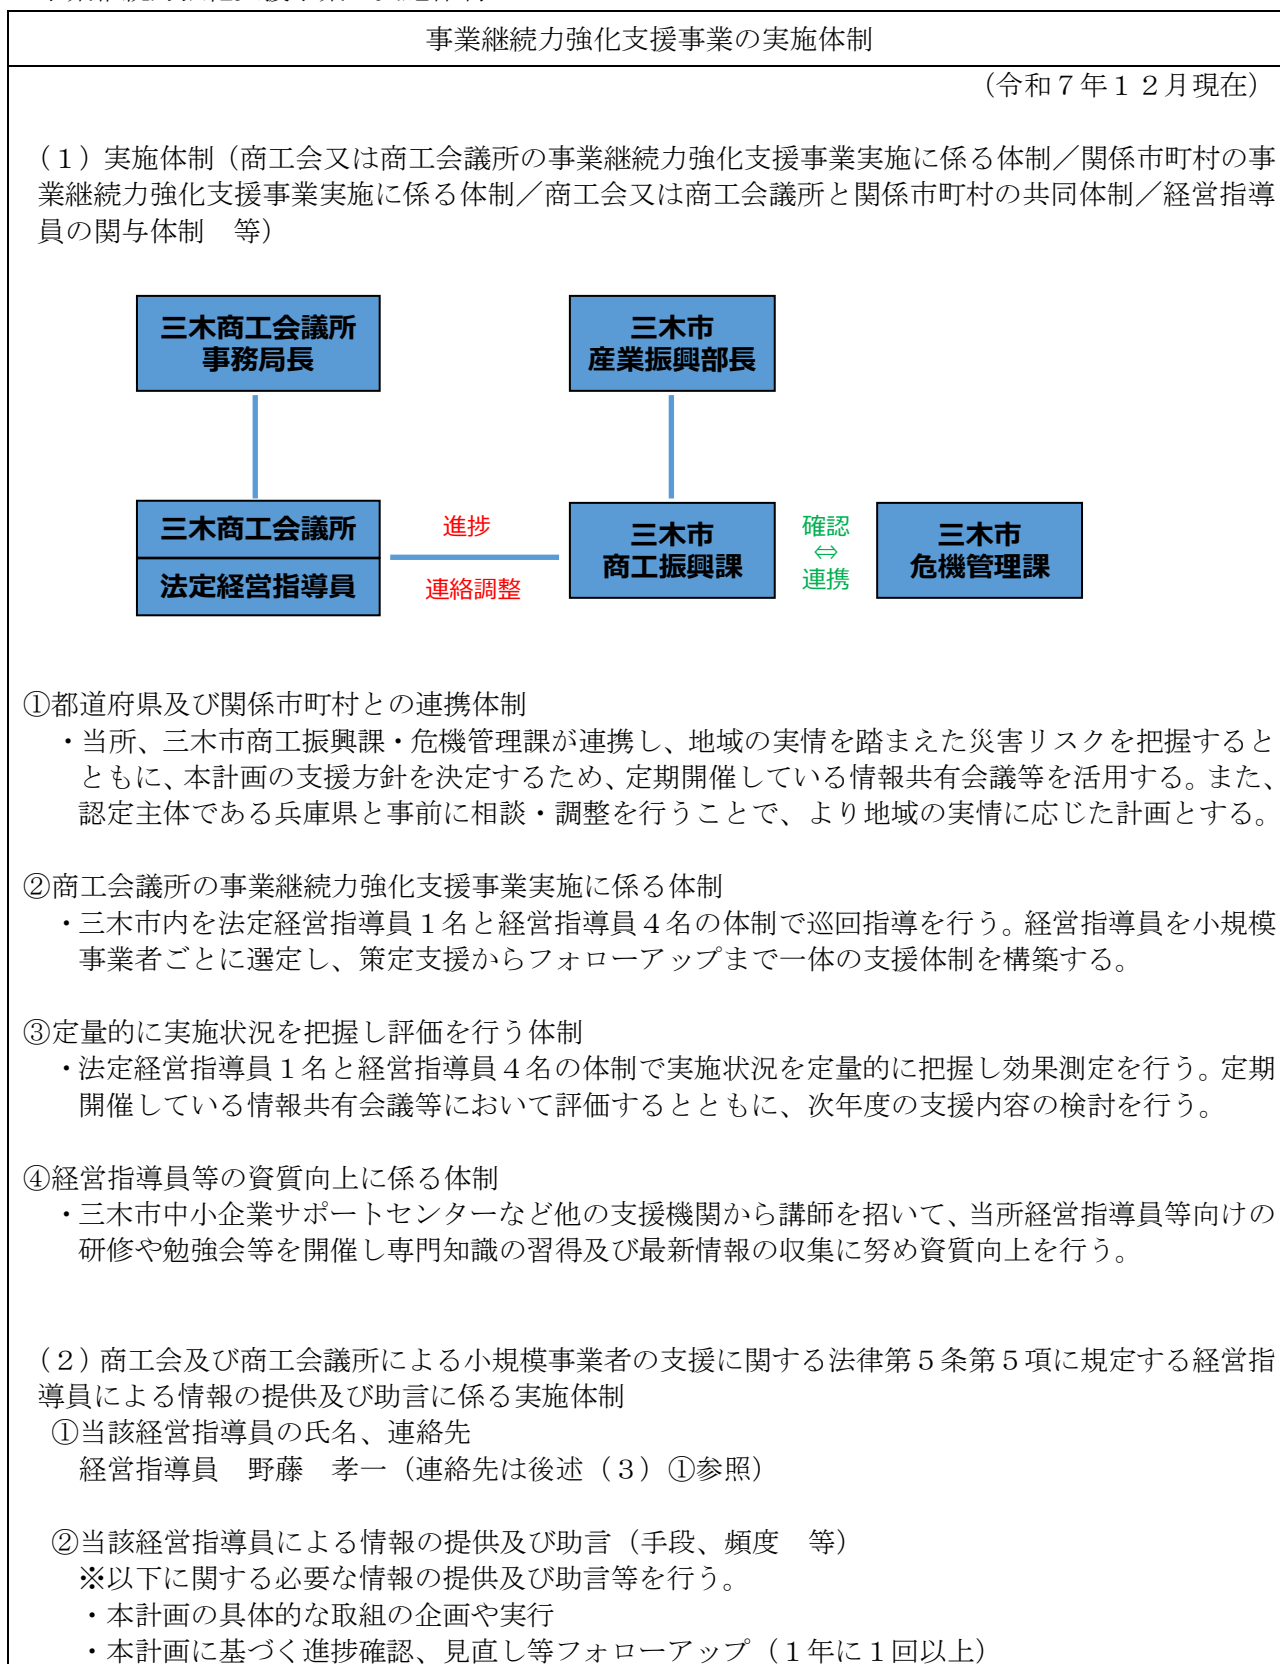 事業継続力強化支援事業の実施体制
（令和７年１２月現在）
（１）実施体制（商工会又は商工会議所の事業継続力強化支援事業実施に係る体制／関係市町村の事
業継続力強化支援事業実施に係る体制／商工会又は商工会議所と関係市町村の共同体制／経営指導
員の関与体制　等）
三木商工会議所
事務局長
三木市
産業振興部長
三木商工会議所
法定経営指導員
進捗
連絡調整
三木市
商工振興課
確認
⇔
連携
三木市
危機管理課
①都道府県及び関係市町村との連携体制
・当所、三木市商工振興課・危機管理課が連携し、地域の実情を踏まえた災害リスクを把握すると
ともに、本計画の支援方針を決定するため、定期開催している情報共有会議等を活用する。また、
認定主体である兵庫県と事前に相談・調整を行うことで、より地域の実情に応じた計画とする。
②商工会議所の事業継続力強化支援事業実施に係る体制
・三木市内を法定経営指導員１名と経営指導員４名の体制で巡回指導を行う。経営指導員を小規模
事業者ごとに選定し、策定支援からフォローアップまで一体の支援体制を構築する。
③定量的に実施状況を把握し評価を行う体制
・法定経営指導員１名と経営指導員４名の体制で実施状況を定量的に把握し効果測定を行う。定期
開催している情報共有会議等において評価するとともに、次年度の支援内容の検討を行う。
④経営指導員等の資質向上に係る体制
・三木市中小企業サポートセンターなど他の支援機関から講師を招いて、当所経営指導員等向けの
研修や勉強会等を開催し専門知識の習得及び最新情報の収集に努め資質向上を行う。
（２）商工会及び商工会議所による小規模事業者の支援に関する法律第５条第５項に規定する経営指
導員による情報の提供及び助言に係る実施体制
①当該経営指導員の氏名、連絡先
経営指導員　野藤　孝一（連絡先は後述（３）①参照）
②当該経営指導員による情報の提供及び助言（手段、頻度　等）
※以下に関する必要な情報の提供及び助言等を行う。
・本計画の具体的な取組の企画や実行
・本計画に基づく進捗確認、見直し等フォローアップ（１年に１回以上）